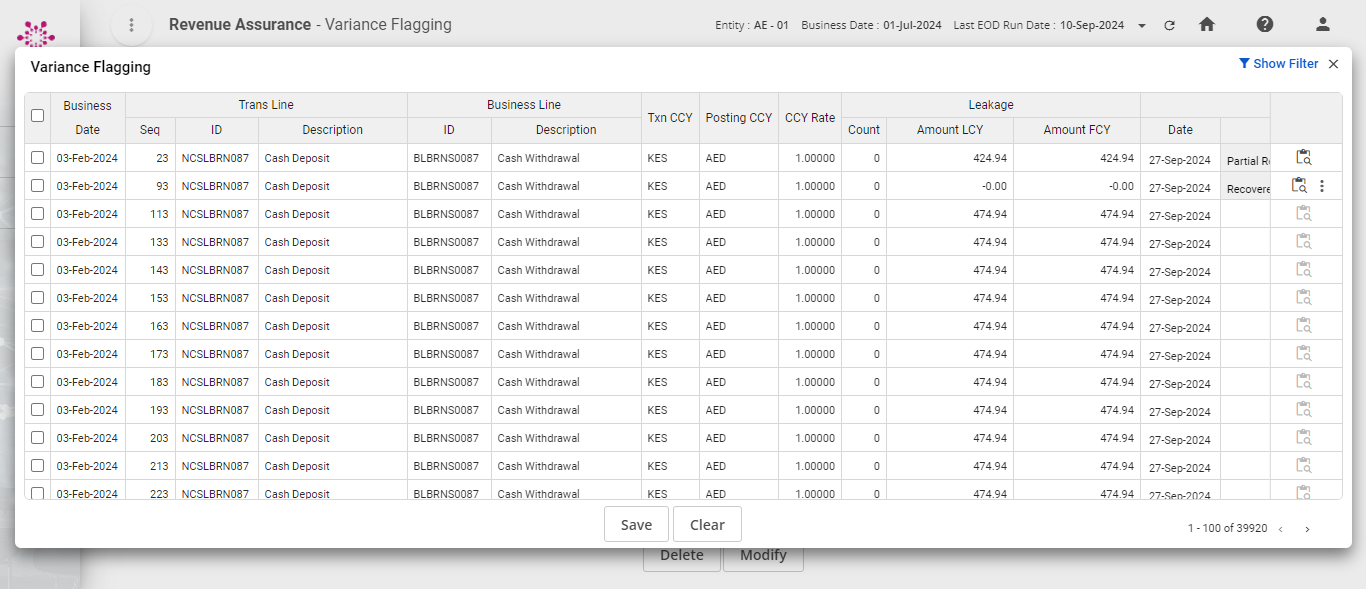 Revenue Assurance - Variance Flagging
Entity : AE - 01 Business Date : 01-Jul-2024 Last EOD Run Date : 10-Sep-2024
Variance Flagging
Show Filter
Business Trans Line Business Line Txn CCY Posting CCY CCY Rate Leakage
Date Seq ID Description ID Description Count Amount LCY Amount FCY Date
03-Feb-2024 23 NCSLBRN087 Cash Deposit BLBRNS0087 Cash Withdrawal KES AED 1.00000 0 424.94 424.94 27-Sep-2024 Partial Re
03-Feb-2024 93 NCSLBRN087 Cash Deposit BLBRNS0087 Cash Withdrawal KES AED 1.00000 0 -0.00 -0.00 27-Sep-2024 Recovere
03-Feb-2024 113 NCSLBRN087 Cash Deposit BLBRNS0087 Cash Withdrawal KES AED 1.00000 0 474.94 474.94 27-Sep-2024
03-Feb-2024 133 NCSLBRN087 Cash Deposit BLBRNS0087 Cash Withdrawal KES AED 1.00000 0 474.94 474.94 27-Sep-2024
03-Feb-2024 143 NCSLBRN087 Cash Deposit BLBRNS0087 Cash Withdrawal KES AED 1.00000 0 474.94 474.94 27-Sep-2024
03-Feb-2024 153 NCSLBRN087 Cash Deposit BLBRNS0087 Cash Withdrawal KES AED 1.00000 0 474.94 474.94 27-Sep-2024
03-Feb-2024 163 NCSLBRN087 Cash Deposit BLBRNS0087 Cash Withdrawal KES AED 1.00000 0 474.94 474.94 27-Sep-2024
03-Feb-2024 173 NCSLBRN087 Cash Deposit BLBRNS0087 Cash Withdrawal KES AED 1.00000 0 474.94 474.94 27-Sep-2024
03-Feb-2024 183 NCSLBRN087 Cash Deposit BLBRNS0087 Cash Withdrawal KES AED 1.00000 0 474.94 474.94 27-Sep-2024
03-Feb-2024 193 NCSLBRN087 Cash Deposit BLBRNS0087 Cash Withdrawal KES AED 1.00000 0 474.94 474.94 27-Sep-2024
03-Feb-2024 203 NCSLBRN087 Cash Deposit BLBRNS0087 Cash Withdrawal KES AED 1.00000 0 474.94 474.94 27-Sep-2024
03-Feb-2024 213 NCSLBRN087 Cash Deposit BLBRNS0087 Cash Withdrawal KES AED 1.00000 0 474.94 474.94 27-Sep-2024
03-Feb-2024 223 NCSLBRN087 Cash Deposit BLBRNS0087 Cash Withdrawal KES AED 1.00000 0 474.94 474.94 27-Sep-2024
Save Clear
1 - 100 of 39920
Delete Modify